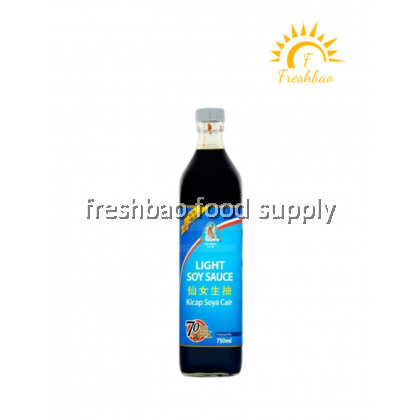 F
Freshbao
freshbao food supply
LIGHT
SOY SAUCE
仙女生抽
Kicap Soya Cair
70
750ml